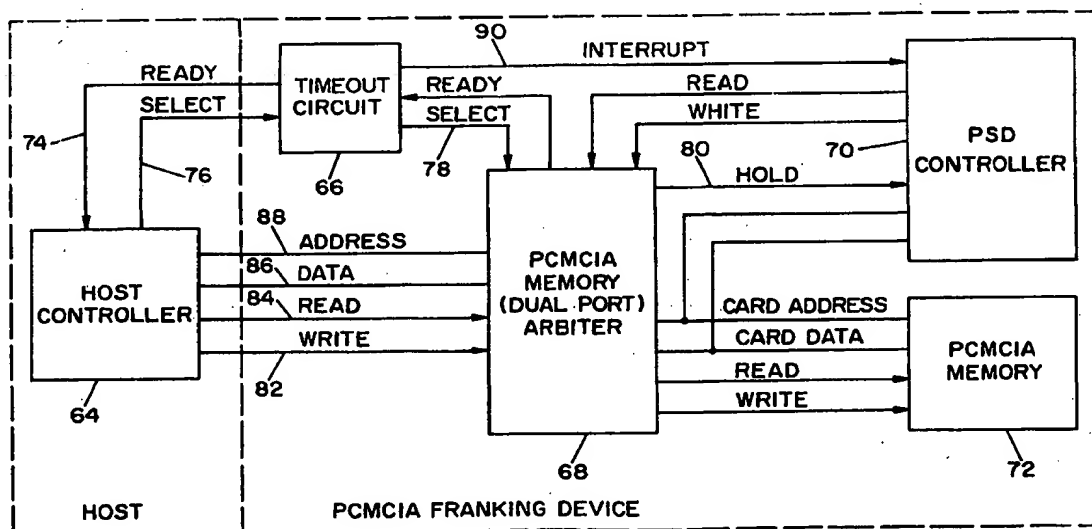 90
INTERRUPT
READY
SELECT
74
76
TIMEOUT
CIRCUIT
66
READY
SELECT
78
READ
WHITE
80
HOLD
70
PSD
CONTROLLER
88
ADDRESS
86
DATA
84
READ
WRITE
82
HOST
CONTROLLER
64
PCMCIA
MEMORY
(DUAL PORT)
ARBITER
68
CARD ADDRESS
CARD DATA
READ
WRITE
PCMCIA
MEMORY
72
HOST
PCMCIA FRANKING DEVICE